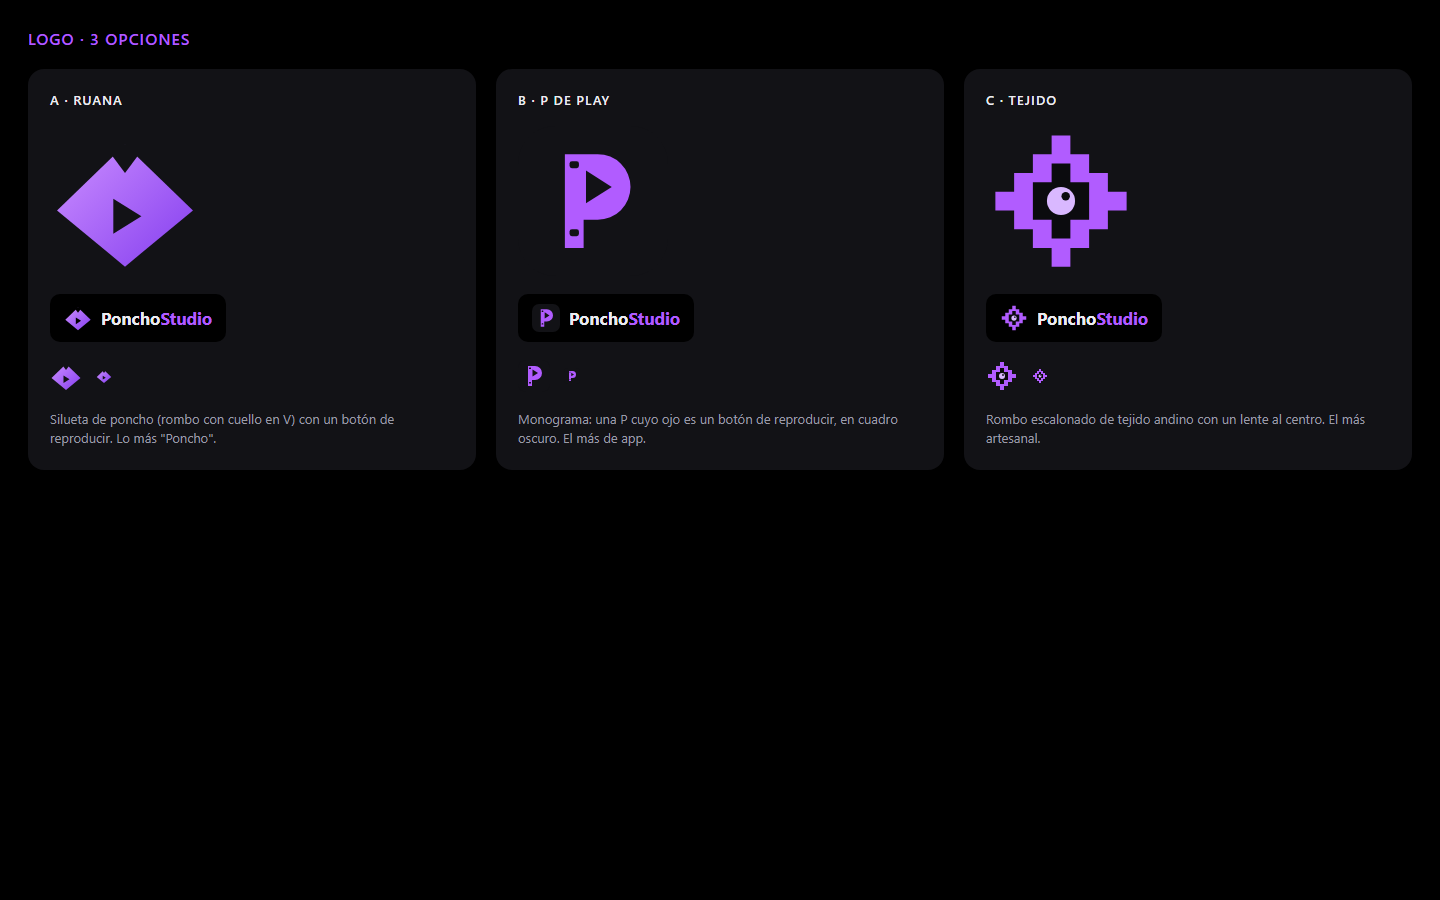 LOGO · 3 OPCIONES
A · RUANA
PonchoStudio
Silueta de poncho (rombo con cuello en V) con un botón de
reproducir. Lo más "Poncho".
B · P DE PLAY
PonchoStudio
Monograma: una P cuyo ojo es un botón de reproducir, en cuadro
oscuro. El más de app.
C · TEJIDO
PonchoStudio
Rombo escalonado de tejido andino con un lente al centro. El más
artesanal.